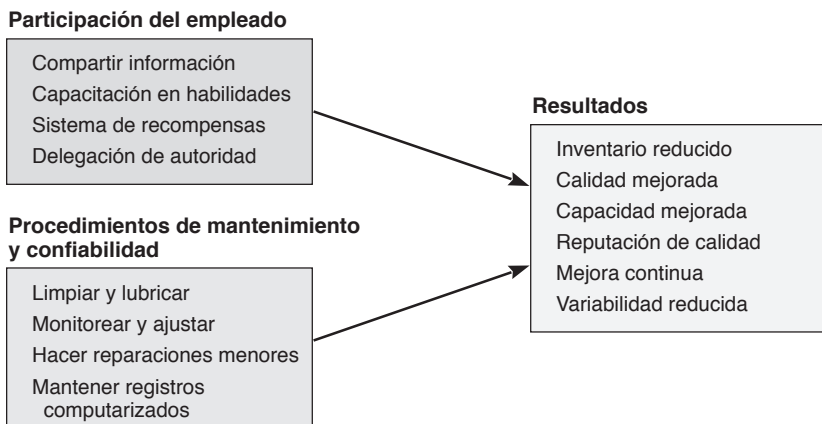 Participación del empleado
Compartir información
Capacitación en habilidades
Sistema de recompensas
Delegación de autoridad
Procedimientos de mantenimiento
y confiabilidad
Limpiar y lubricar
Monitorear y ajustar
Hacer reparaciones menores
Mantener registros
computarizados
Resultados
Inventario reducido
Calidad mejorada
Capacidad mejorada
Reputación de calidad
Mejora continua
Variabilidad reducida